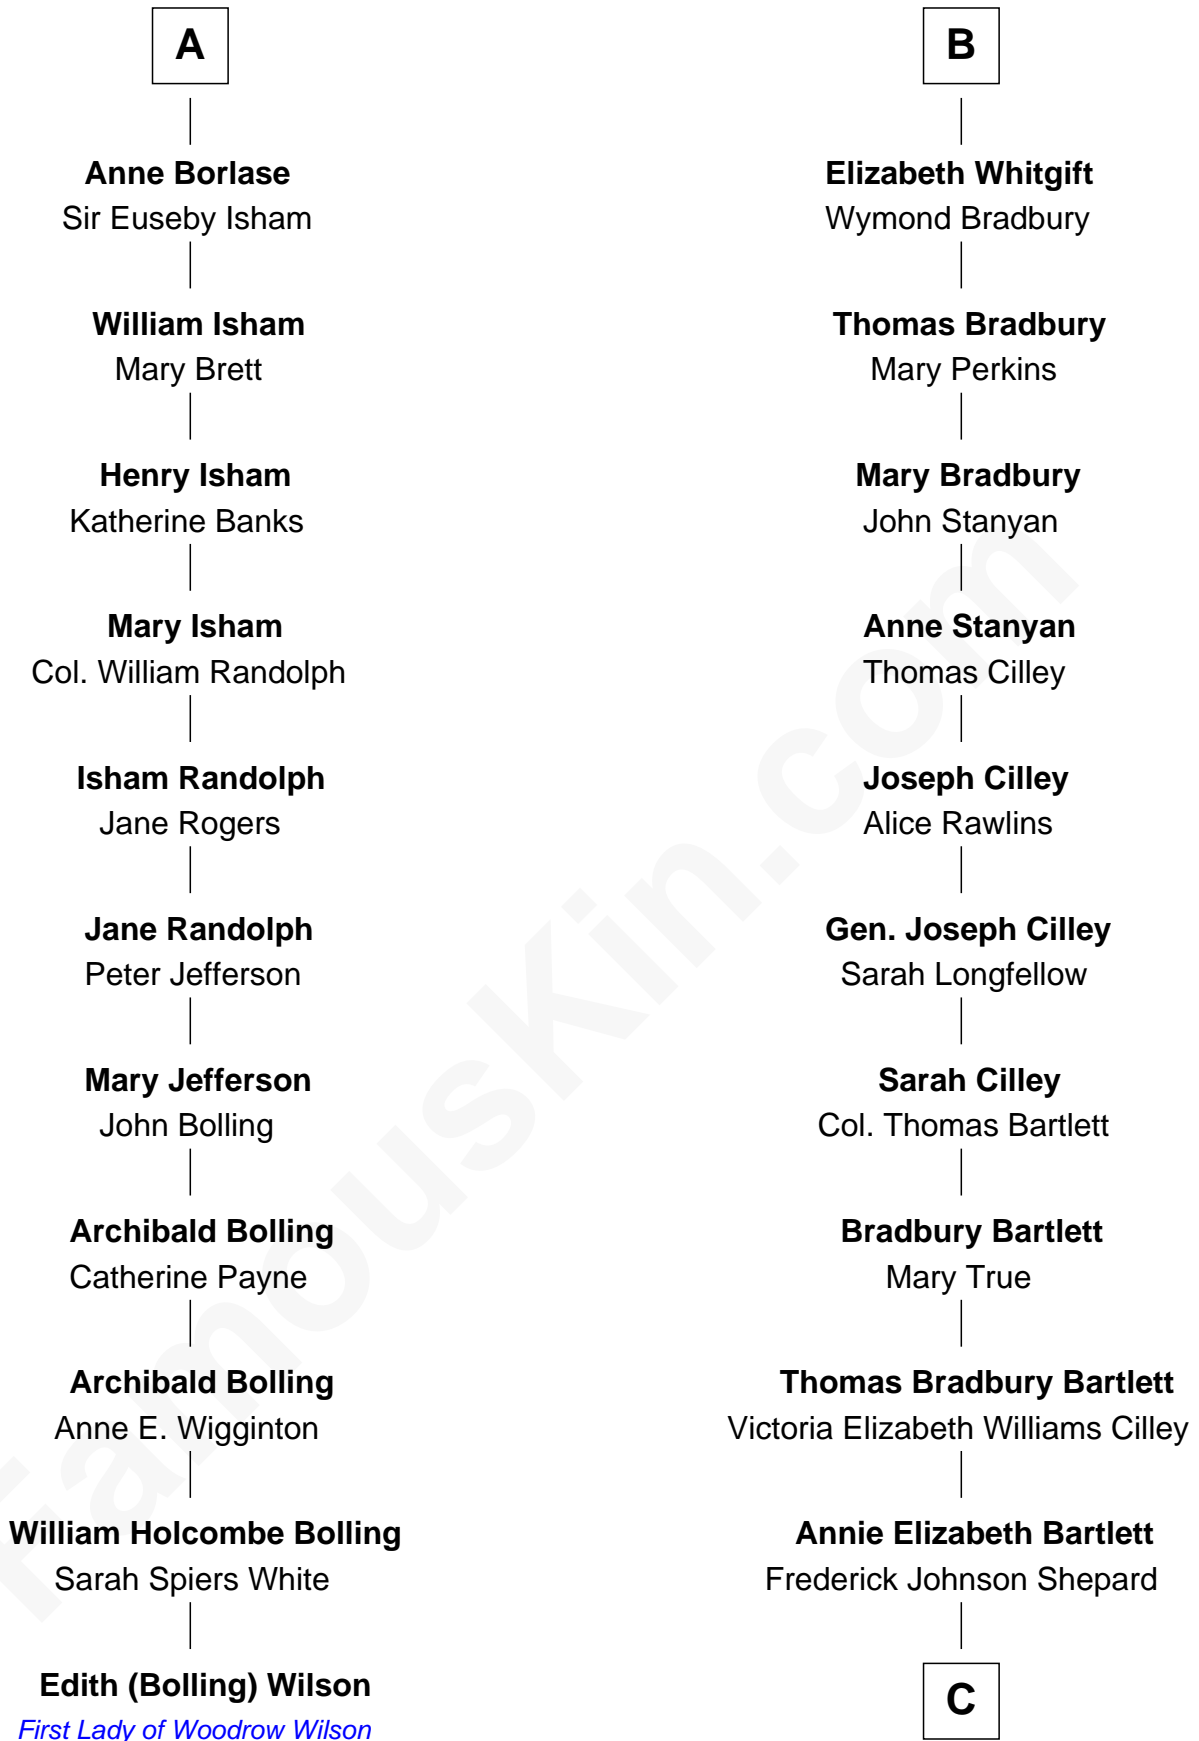 A
Anne Borlase
Sir Euseby Isham
William Isham
Mary Brett
Henry Isham
Katherine Banks
Mary Isham
Col. William Randolph
Isham Randolph
Jane Rogers
Jane Randolph
Peter Jefferson
Mary Jefferson
John Bolling
Archibald Bolling
Catherine Payne
Archibald Bolling
Anne E. Wigginton
William Holcombe Bolling
Sarah Spiers White
Edith (Bolling) Wilson
First Lady of Woodrow Wilson
B
Elizabeth Whitgift
Wymond Bradbury
Thomas Bradbury
Mary Perkins
Mary Bradbury
John Stanyan
Anne Stanyan
Thomas Cilley
Joseph Cilley
Alice Rawlins
Gen. Joseph Cilley
Sarah Longfellow
Sarah Cilley
Col. Thomas Bartlett
Bradbury Bartlett
Mary True
Thomas Bradbury Bartlett
Victoria Elizabeth Williams Cilley
Annie Elizabeth Bartlett
Frederick Johnson Shepard
C
FamousKin.com